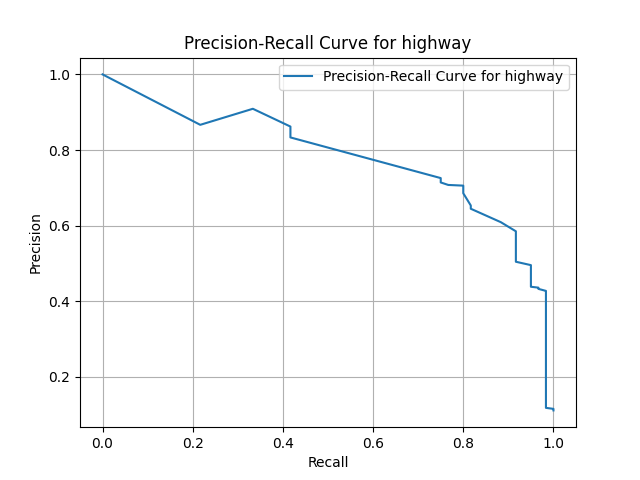 Precision-Recall Curve for highway
Precision-Recall Curve for highway
1.0
0.8
0.6
0.4
0.2
Precision
0.0 0.2 0.4 0.6 0.8 1.0
Recall